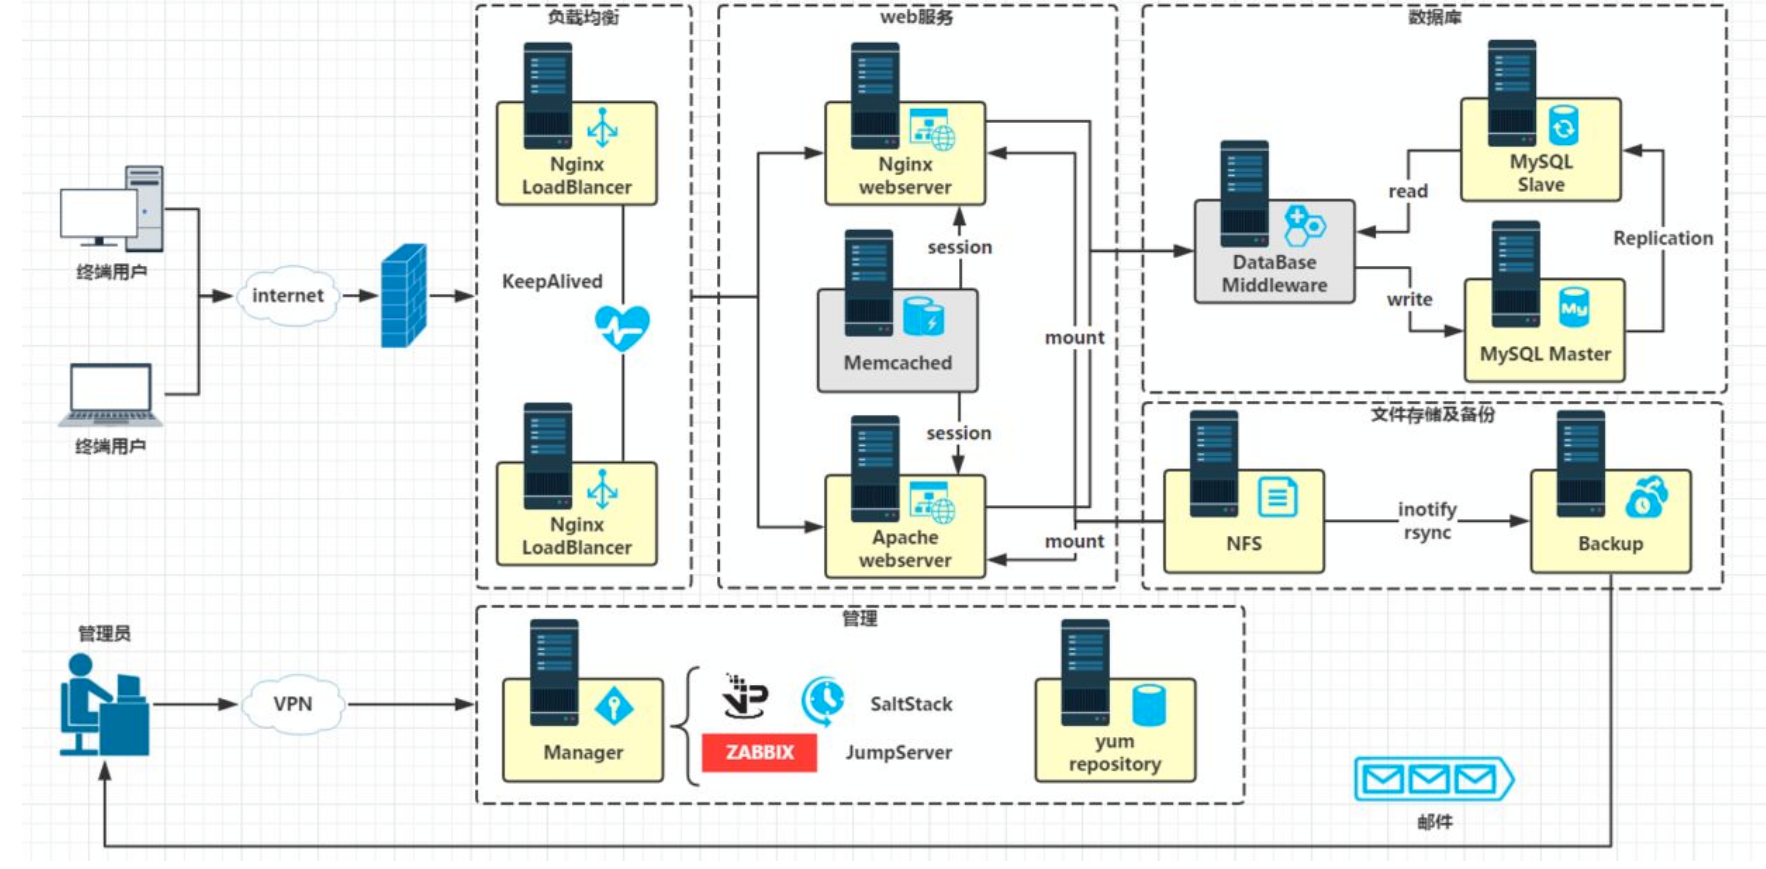 负载均衡
web服务
数据库
Nginx
LoadBlancer
Nginx
webserver
MySQL
Slave
read
Replication
DataBase
Middleware
write
MySQL Master
My
终端用户
internet
终端用户
KeepAlived
session
Memcached
session
mount
Nginx
LoadBlancer
Apache
webserver
mount
文件存储及备份
NFS
inotify
rsync
Backup
管理员
VPN
管理
Manager
VP
SaltStack
ZABBIX
JumpServer
yum
repository
邮件